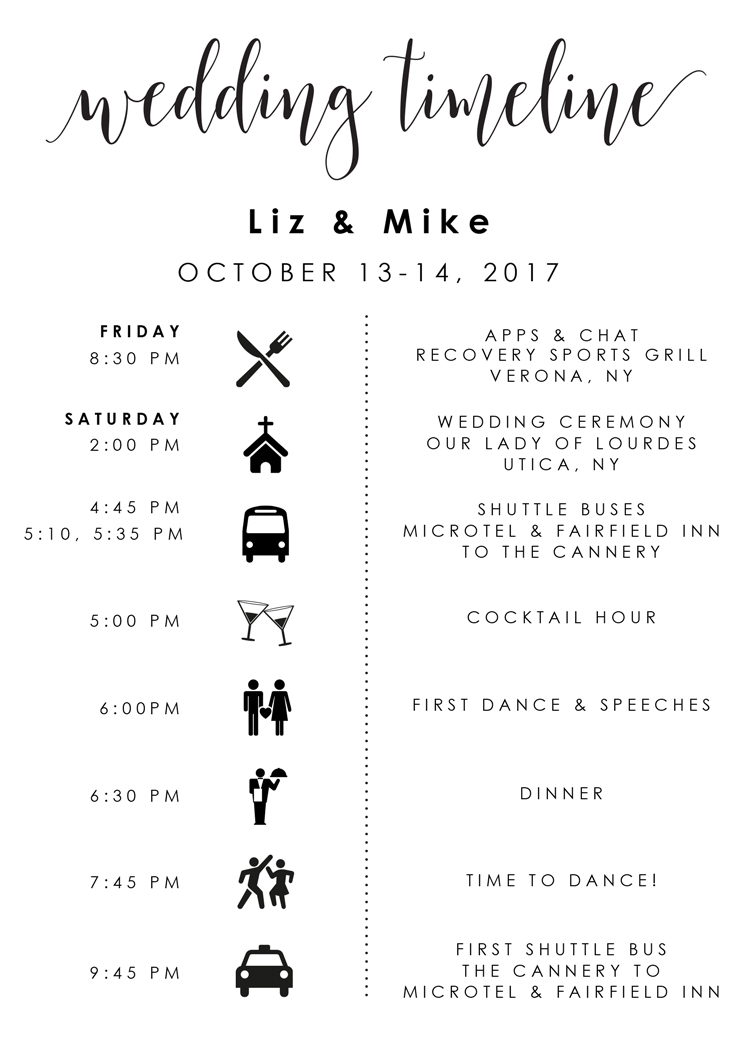 wedding timeline
Liz & Mike
OCTOBER 13-14, 2017
FRIDAY
8:30 PM
APPS & CHAT
RECOVERY SPORTS GRILL
VERONA, NY
SATURDAY
2:00 PM
WEDDING CEREMONY
OUR LADY OF LOURDES
UTICA, NY
4:45 PM
5:10, 5:35 PM
SHUTTLE BUSES
MICROTEL & FAIRFIELD INN
TO THE CANNERY
5:00 PM
COCKTAIL HOUR
6:00PM
FIRST DANCE & SPEECHES
6:30 PM
DINNER
7:45 PM
TIME TO DANCE!
9:45 PM
FIRST SHUTTLE BUS
THE CANNERY TO
MICROTEL & FAIRFIELD INN